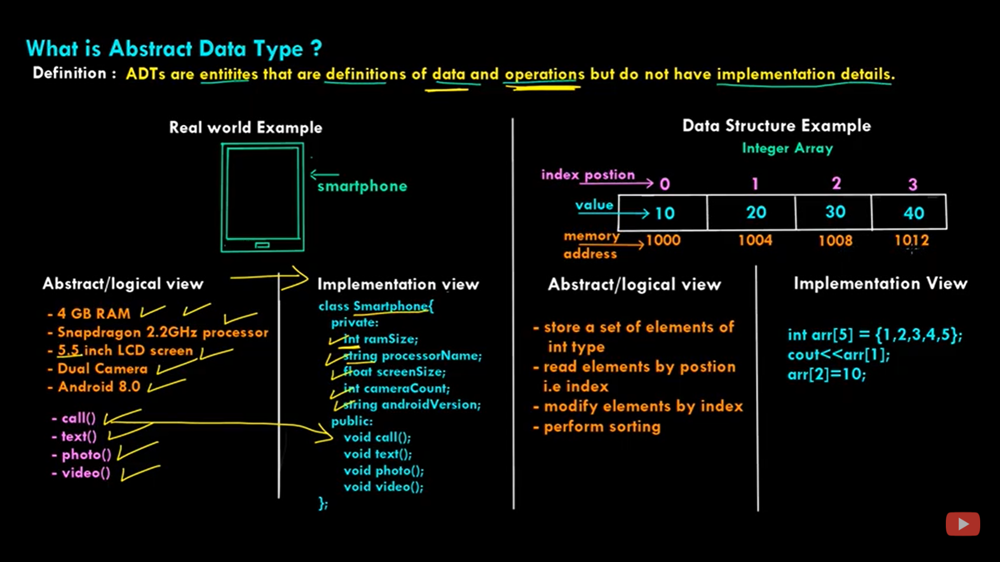 What is Abstract Data Type ?
Definition : ADTs are entitites that are definitions of data and operations but do not have implementation details.
Real world Example
smartphone
Abstract/logical view
- 4 GB RAM
- Snapdragon 2.2GHz processor
- 5.5 inch LCD screen
- Dual Camera
- Android 8.0
- call()
- text()
- photo()
- video()
Implementation view
class Smartphone{
private:
int ramSize;
string processorName;
float screenSize;
int cameraCount;
string androidVersion;
public:
void call();
void text();
void photo();
void video();
};
Data Structure Example
Integer Array
index postion 0 1 2 3
value 10 20 30 40
memory 1000 1004 1008 1012
address
Abstract/logical view
- store a set of elements of
int type
- read elements by postion
i.e index
- modify elements by index
- perform sorting
Implementation View
int arr[5] = {1,2,3,4,5};
cout<<arr[1];
arr[2]=10;